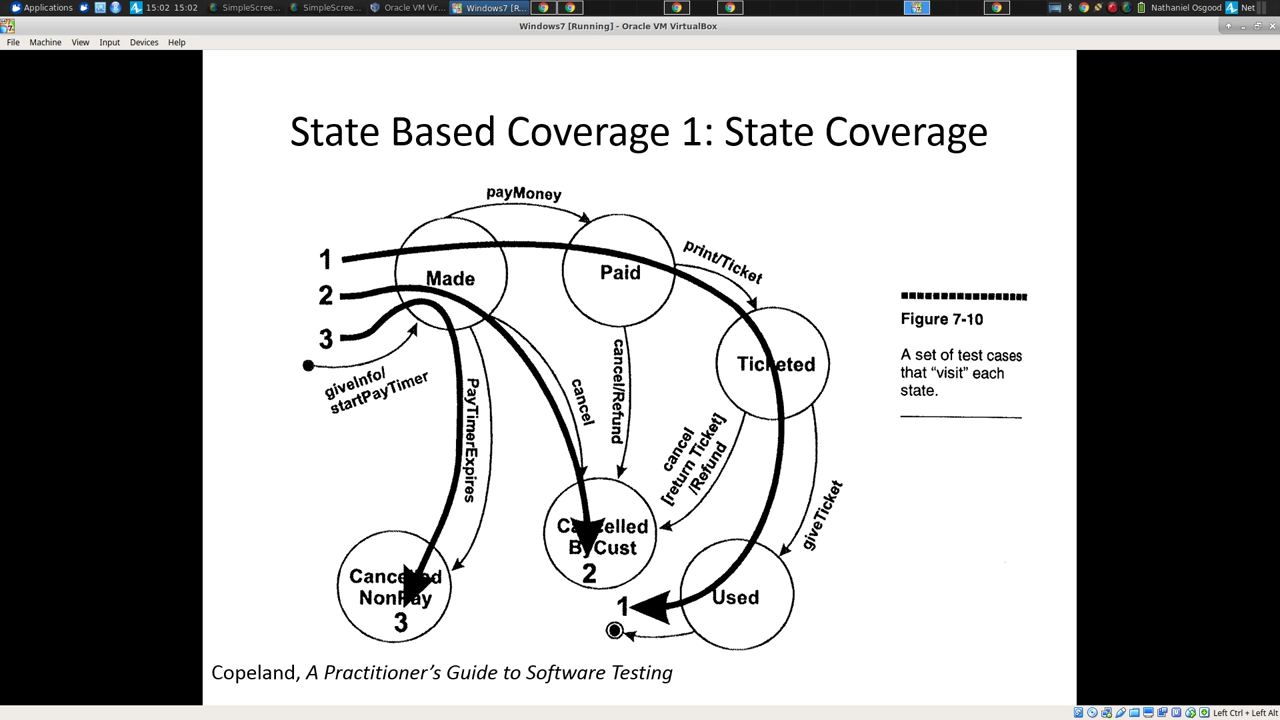 Applications
15:02 15:02
SimpleScree...
SimpleScree...
Oracle VM Vir...
Windows7 [R...
Nathaniel Osgood
Net
Windows7 [Running] - Oracle VM VirtualBox
File Machine View Input Devices Help
State Based Coverage 1: State Coverage
payMoney
1
2
3
Made
Paid
print/Ticket
Ticketed
giveInfo/
startPayTimer
PayTimerExpires
cancel
cancel/Refund
cancel
[return Ticket]
/Refund
giveTicket
Cancelled
NonPay
3
Cancelled
ByCust
2
1
Used
Figure 7-10
A set of test cases
that “visit” each
state.
Copeland, A Practitioner’s Guide to Software Testing
Left Ctrl + Left Alt